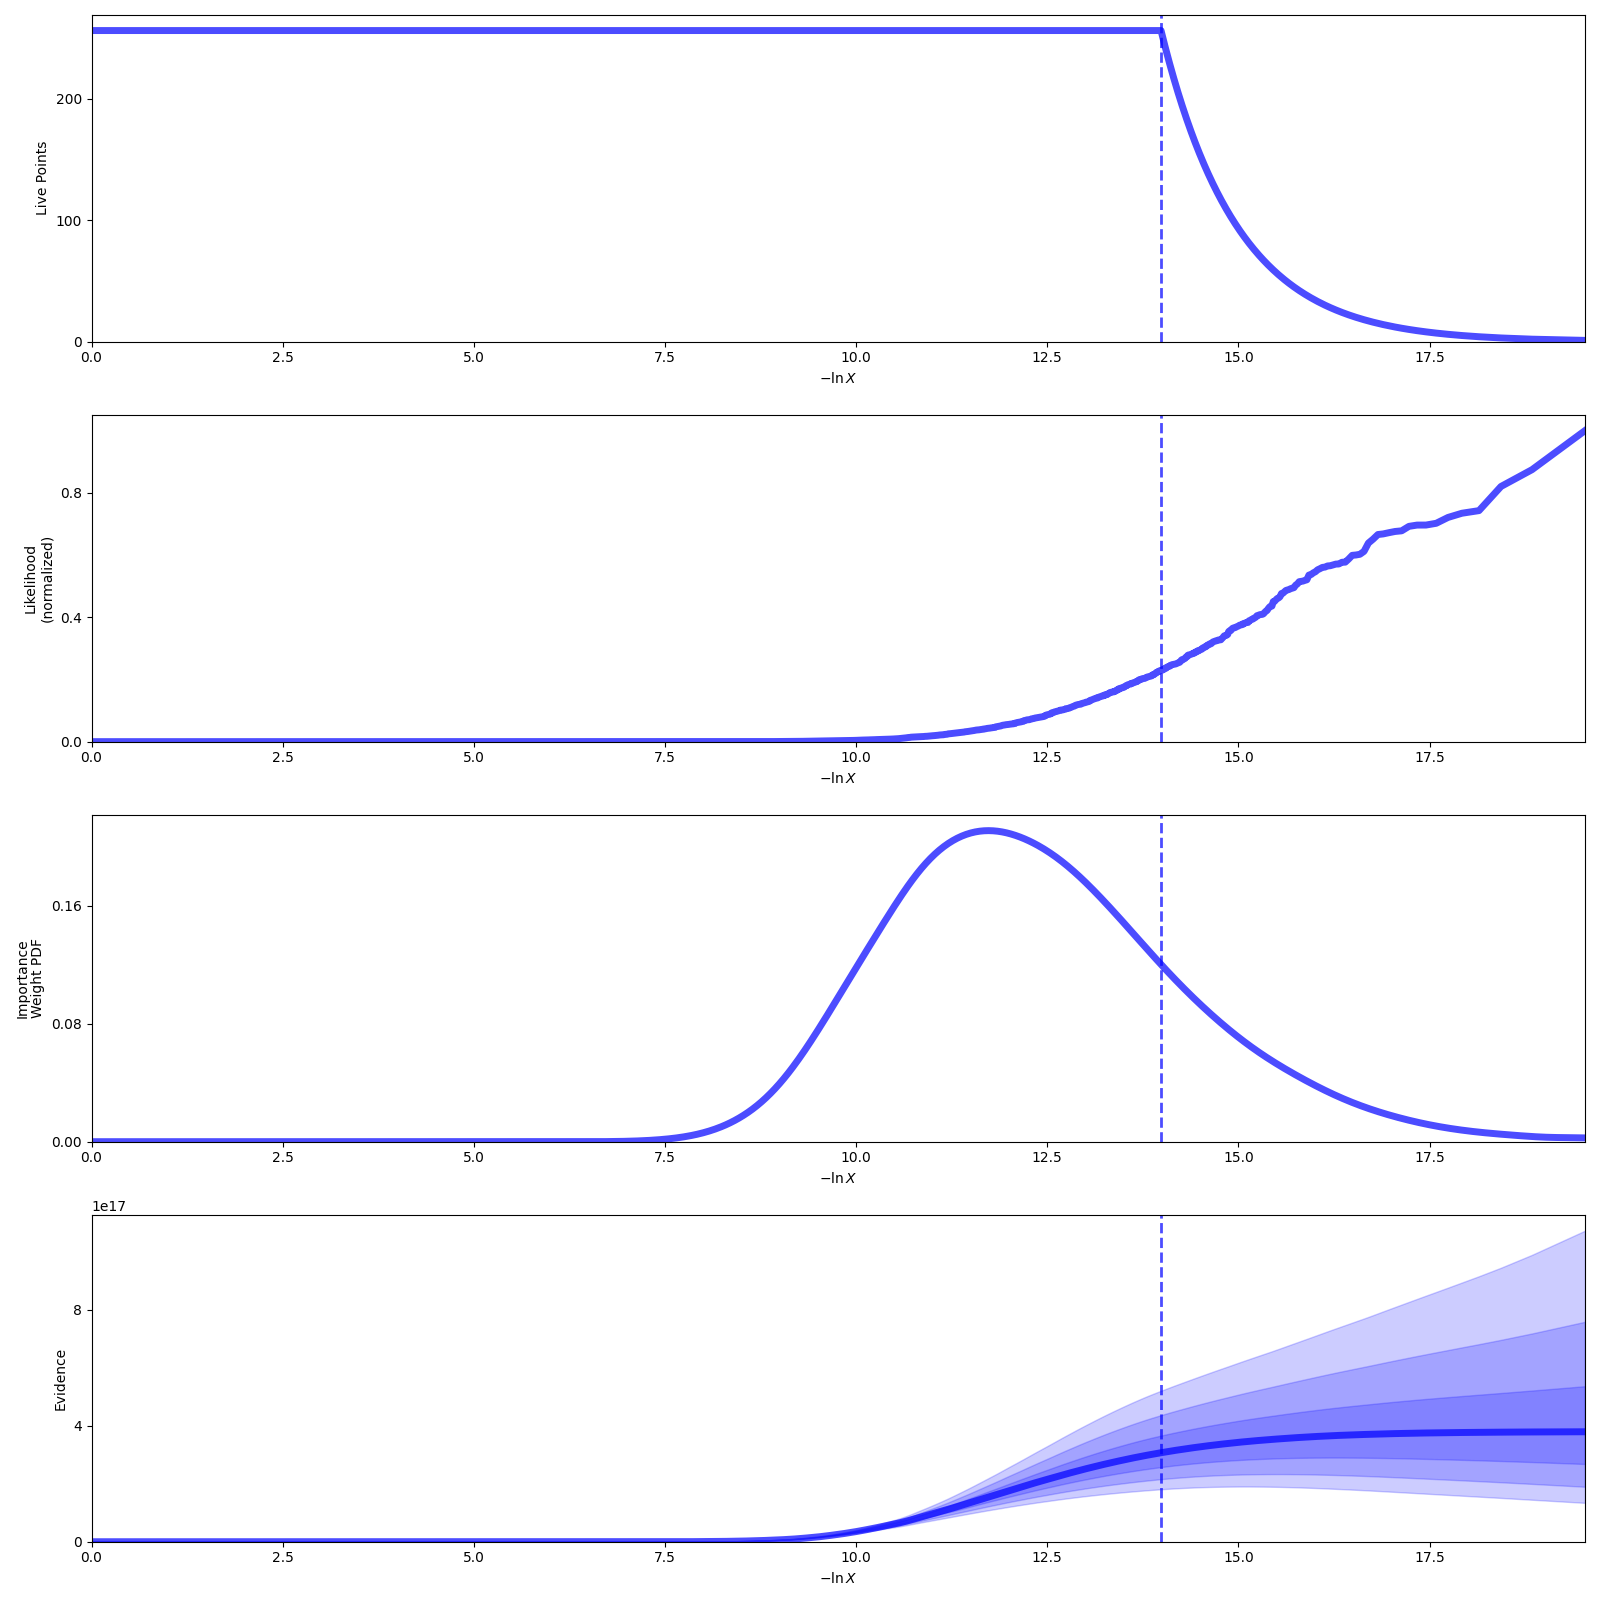 200
100
0
Live Points
0.0 2.5 5.0 7.5 10.0 12.5 15.0 17.5
−ln X
0.8
0.4
0.0
Likelihood
(normalized)
0.0 2.5 5.0 7.5 10.0 12.5 15.0 17.5
−ln X
0.16
0.08
0.00
Importance
Weight PDF
0.0 2.5 5.0 7.5 10.0 12.5 15.0 17.5
−ln X
1e17
8
4
0
Evidence
0.0 2.5 5.0 7.5 10.0 12.5 15.0 17.5
−ln X